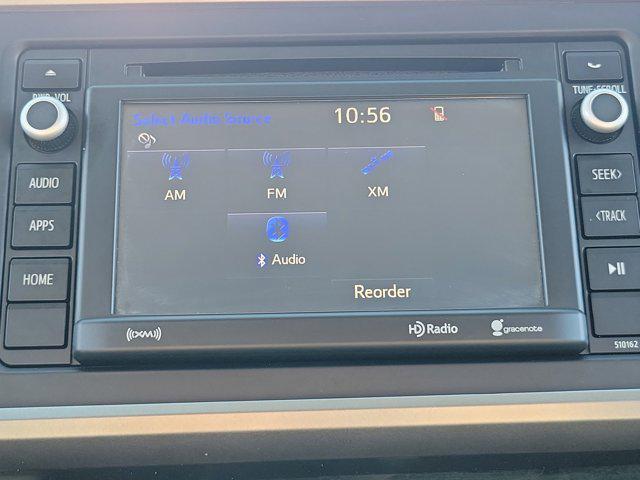 PWR·VOL
TUNE·SCROLL
Select Audio Source
10:56
AM
FM
XM
Audio
Reorder
AUDIO
APPS
HOME
SEEK>
<TRACK
((XM))
HD Radio
gracenote
510162